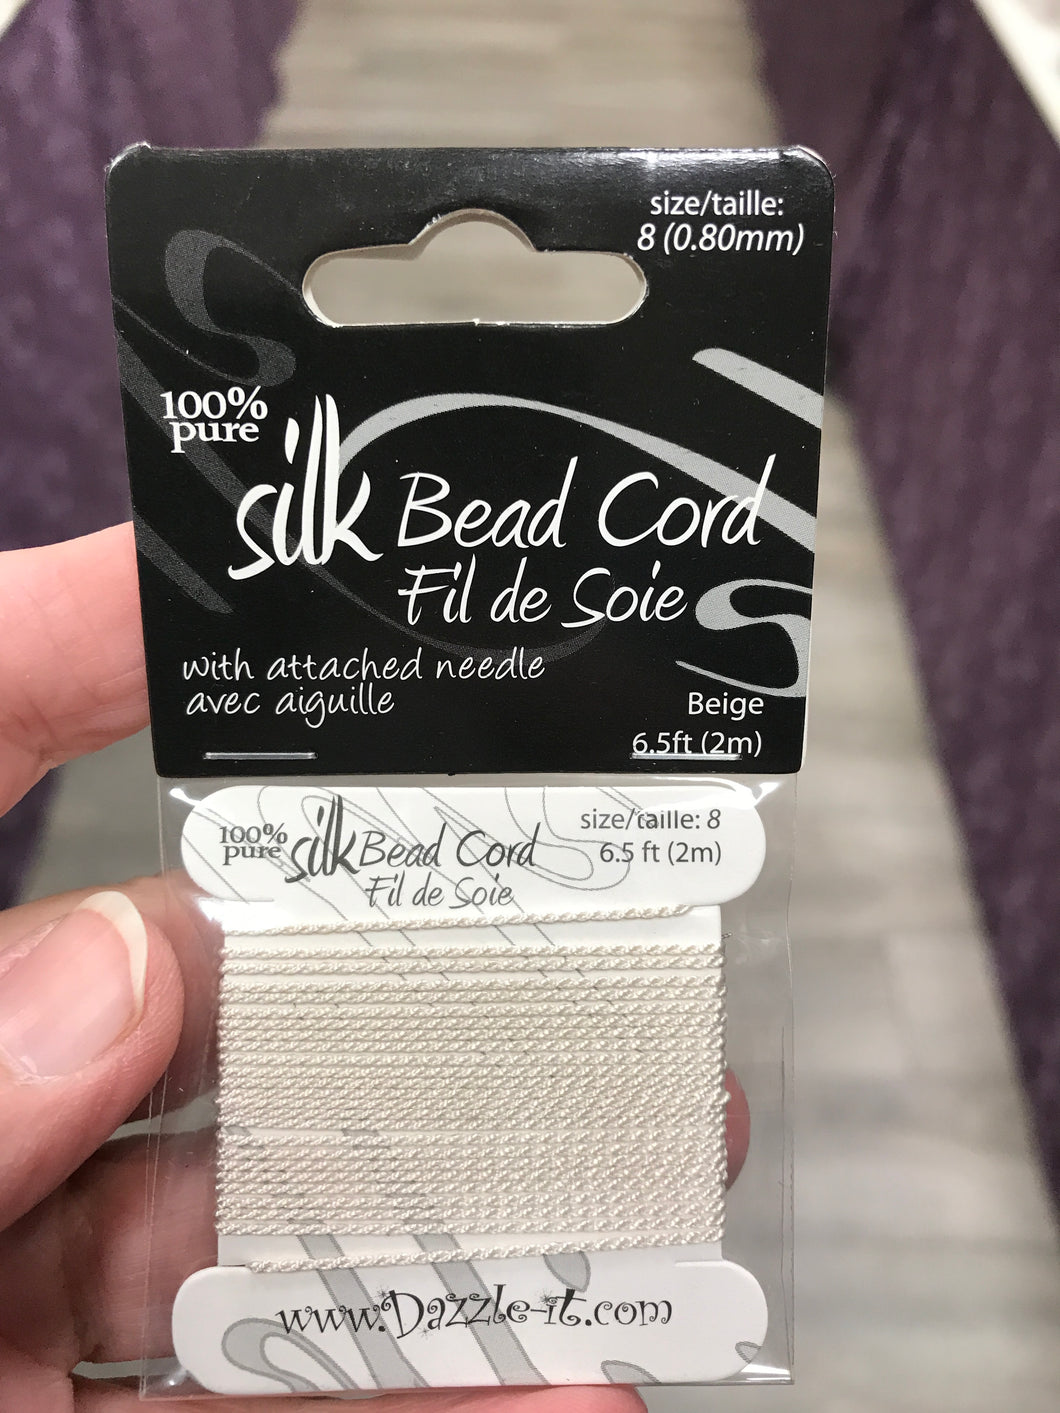 size/taille:
8 (0.80mm)
100%
pure
silk Bead Cord
Fil de Soie
with attached needle
avec aiguille
Beige
6.5ft (2m)
100%
pure silk Bead Cord
Fil de Soie
size/taille: 8
6.5 ft (2m)
www.Dazzle-it.com